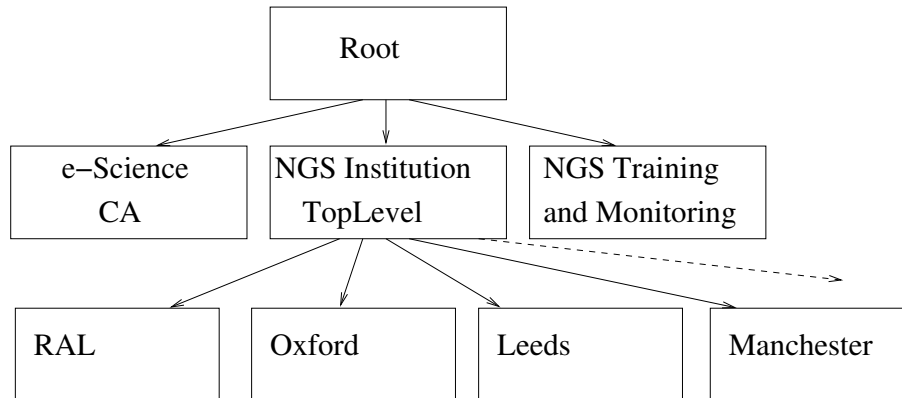 Root
e−Science
CA
NGS Institution
TopLevel
NGS Training
and Monitoring
RAL
Oxford
Leeds
Manchester